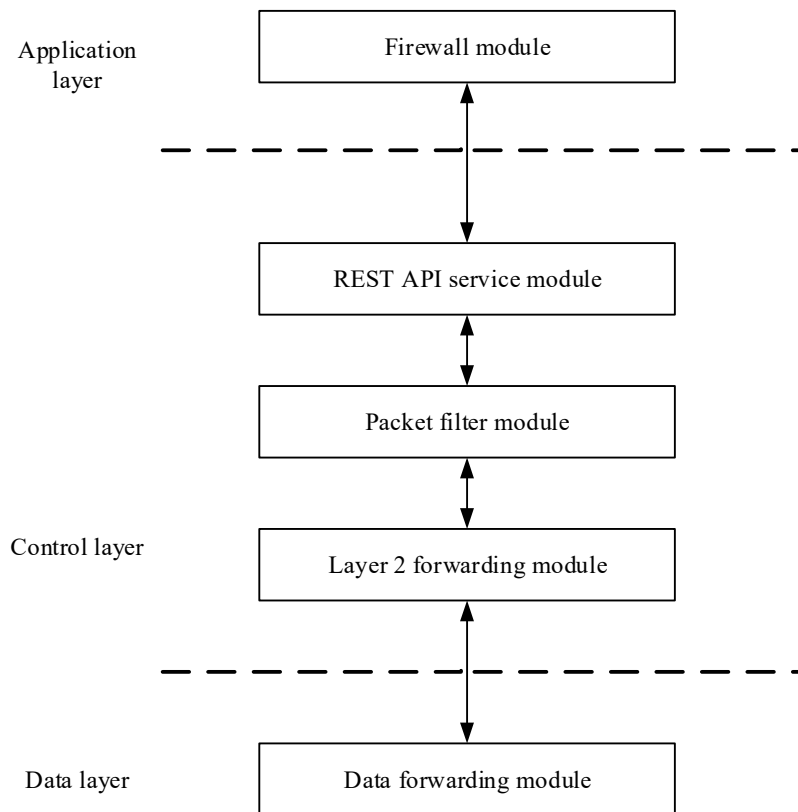 Application
layer
Firewall module
REST API service module
Packet filter module
Control layer
Layer 2 forwarding module
Data layer
Data forwarding module